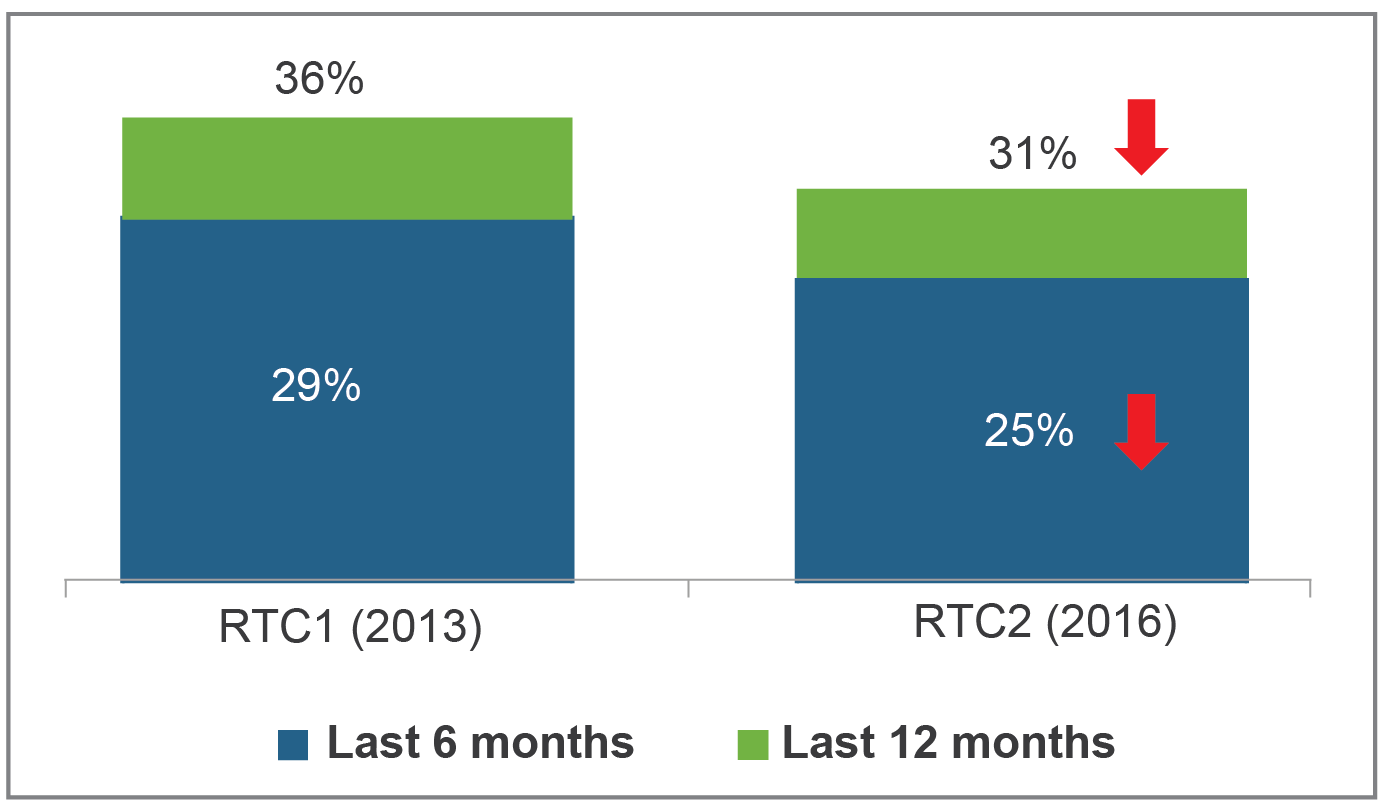 36%
31%
29%
25%
RTC1 (2013)
RTC2 (2016)
Last 6 months
Last 12 months